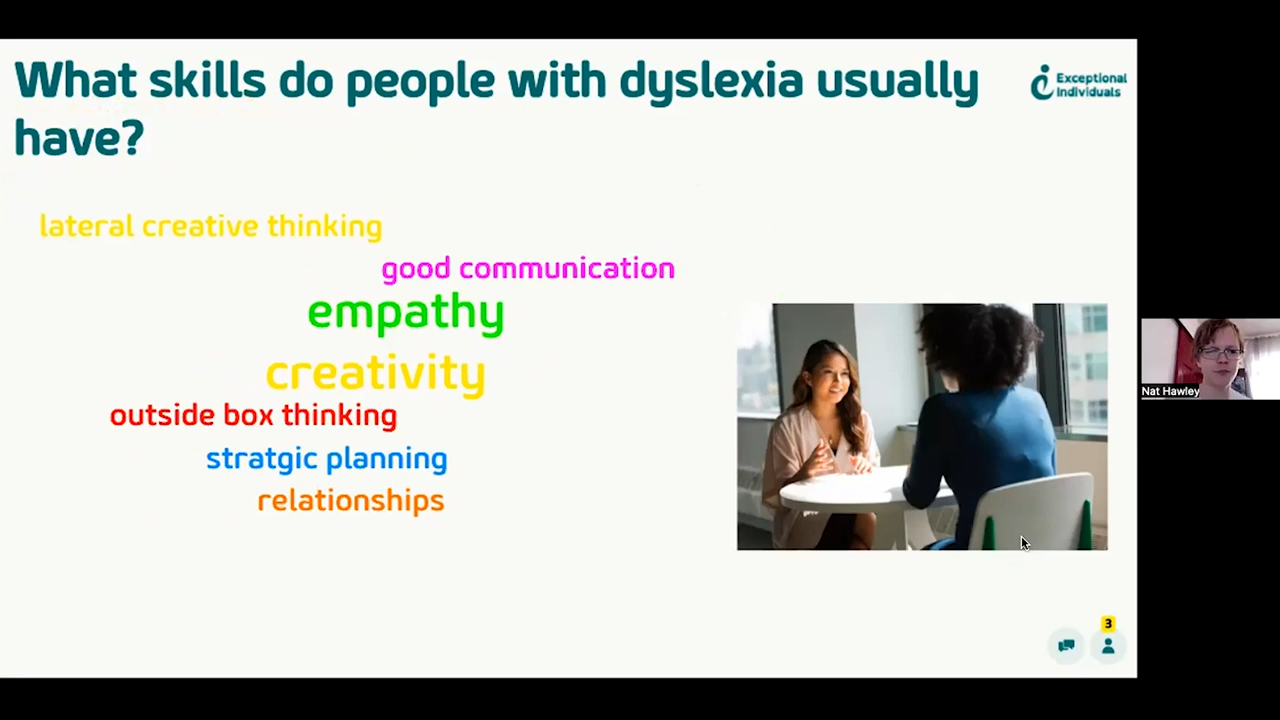 What skills do people with dyslexia usually
have?
Exceptional
Individuals
lateral creative thinking
good communication
empathy
creativity
outside box thinking
stratgic planning
relationships
Nat Hawley
3